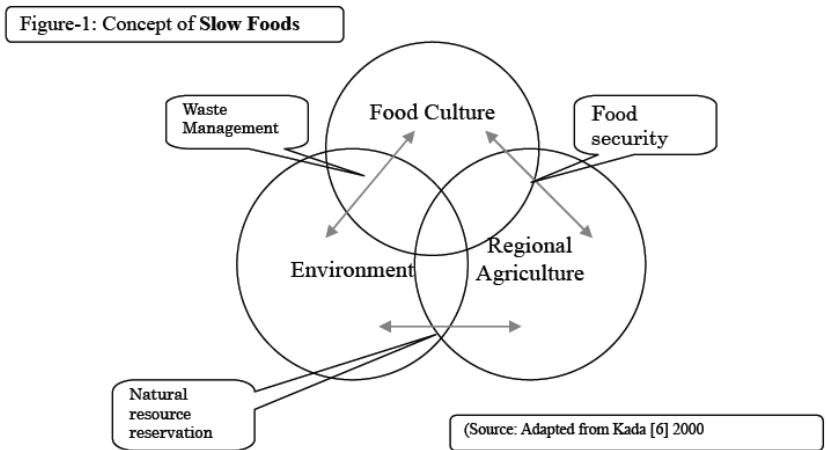 Figure-1: Concept of Slow Foods
Waste
Management
Food Culture
Food
security
Environment
Regional
Agriculture
Natural
resource
reservation
(Source: Adapted from Kada [6] 2000